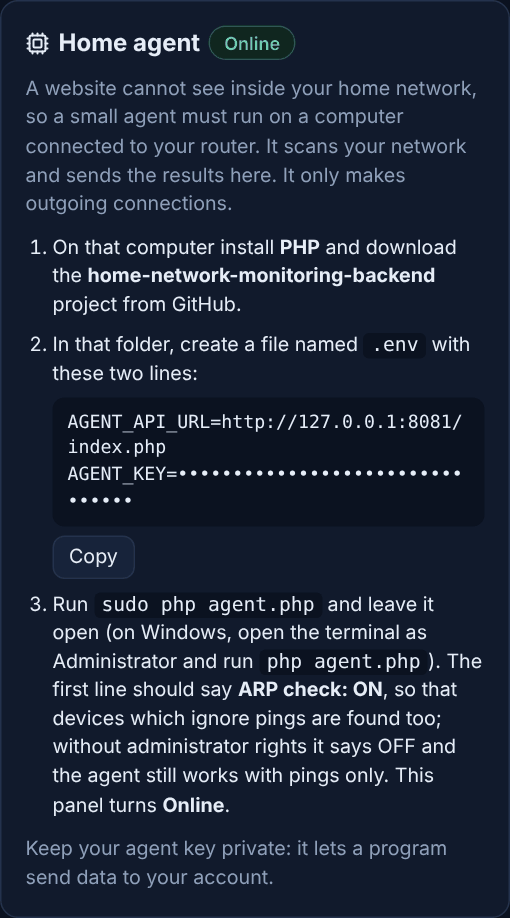 Home agent Online
A website cannot see inside your home network,
so a small agent must run on a computer
connected to your router. It scans your network
and sends the results here. It only makes
outgoing connections.
1. On that computer install PHP and download
the home-network-monitoring-backend
project from GitHub.
2. In that folder, create a file named .env with
these two lines:
AGENT_API_URL=http://127.0.0.1:8081/
index.php
AGENT_KEY=••••••••••••••••••••••••••
••••••
Copy
3. Run sudo php agent.php and leave it
open (on Windows, open the terminal as
Administrator and run php agent.php). The
first line should say ARP check: ON, so that
devices which ignore pings are found too;
without administrator rights it says OFF and
the agent still works with pings only. This
panel turns Online.
Keep your agent key private: it lets a program
send data to your account.